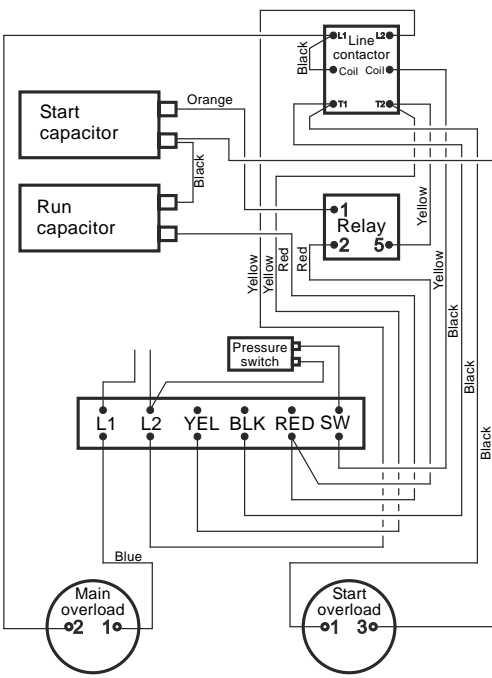 L1 L2
Line
contactor
Coil Coil
T1 T2
Black
Start
capacitor
Orange
Black
Run
capacitor
1
Relay
2 5
Yellow
Yellow
Yellow
Red
Red
Yellow
Black
Black
Black
Pressure
switch
L1 L2 YEL BLK RED SW
Blue
Main
overload
2 1
Start
overload
1 3